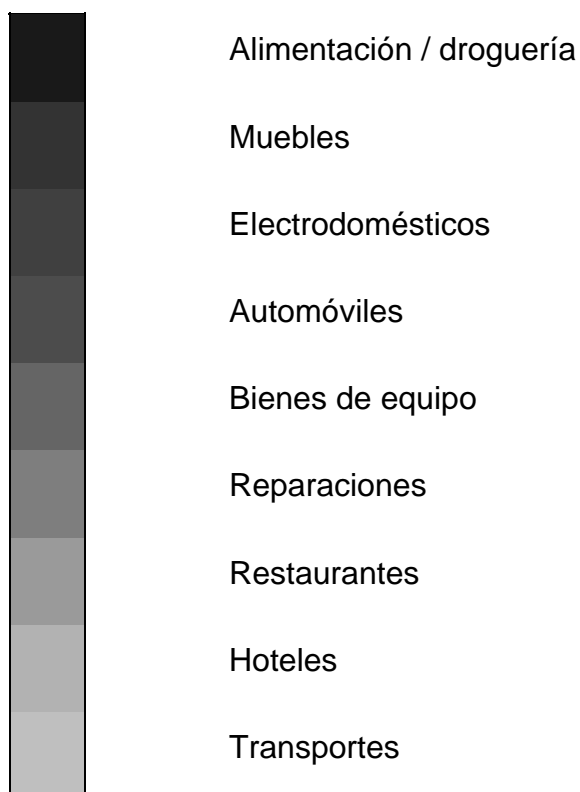 Alimentación / droguería
Muebles
Electrodomésticos
Automóviles
Bienes de equipo
Reparaciones
Restaurantes
Hoteles
Transportes